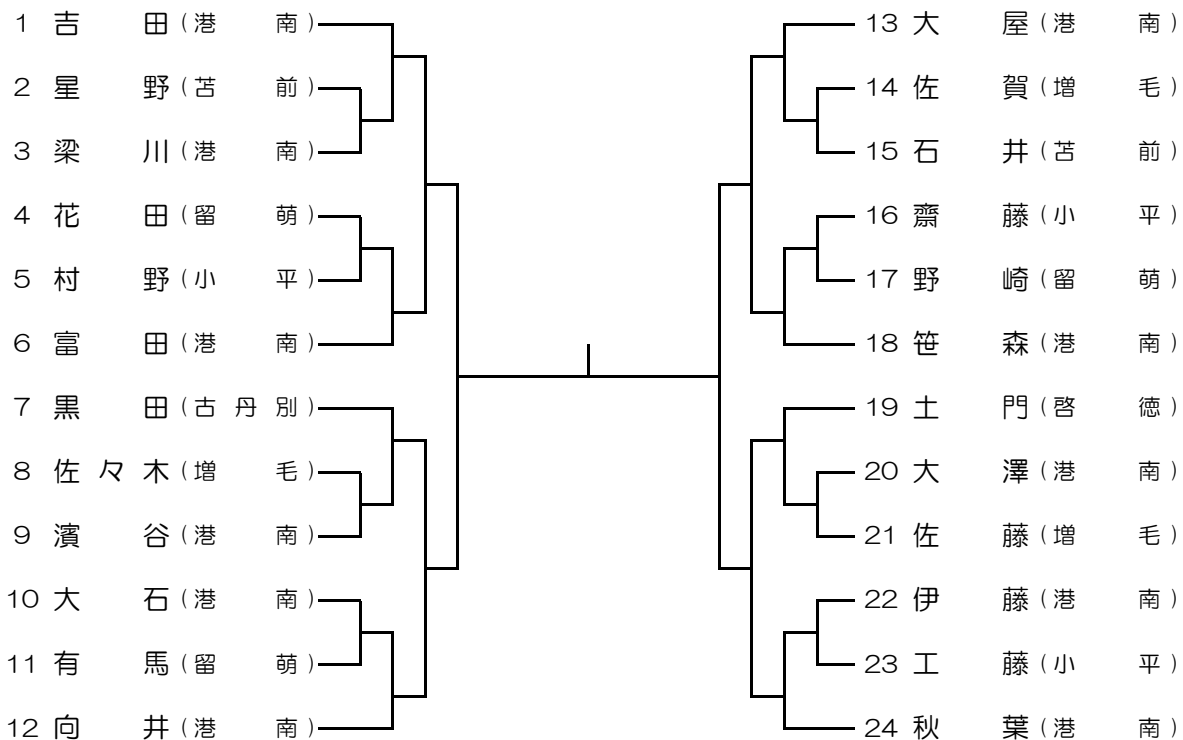 1 吉田(港南)
2 星野(苫前)
3 梁川(港南)
4 花田(留萌)
5 村野(小平)
6 富田(港南)
7 黒田(古丹別)
8 佐々木(増毛)
9 濱谷(港南)
10 大石(港南)
11 有馬(留萌)
12 向井(港南)
13 大屋(港南)
14 佐賀(増毛)
15 石井(苫前)
16 齋藤(小平)
17 野崎(留萌)
18 笹森(港南)
19 土門(啓徳)
20 大澤(港南)
21 佐藤(増毛)
22 伊藤(港南)
23 工藤(小平)
24 秋葉(港南)